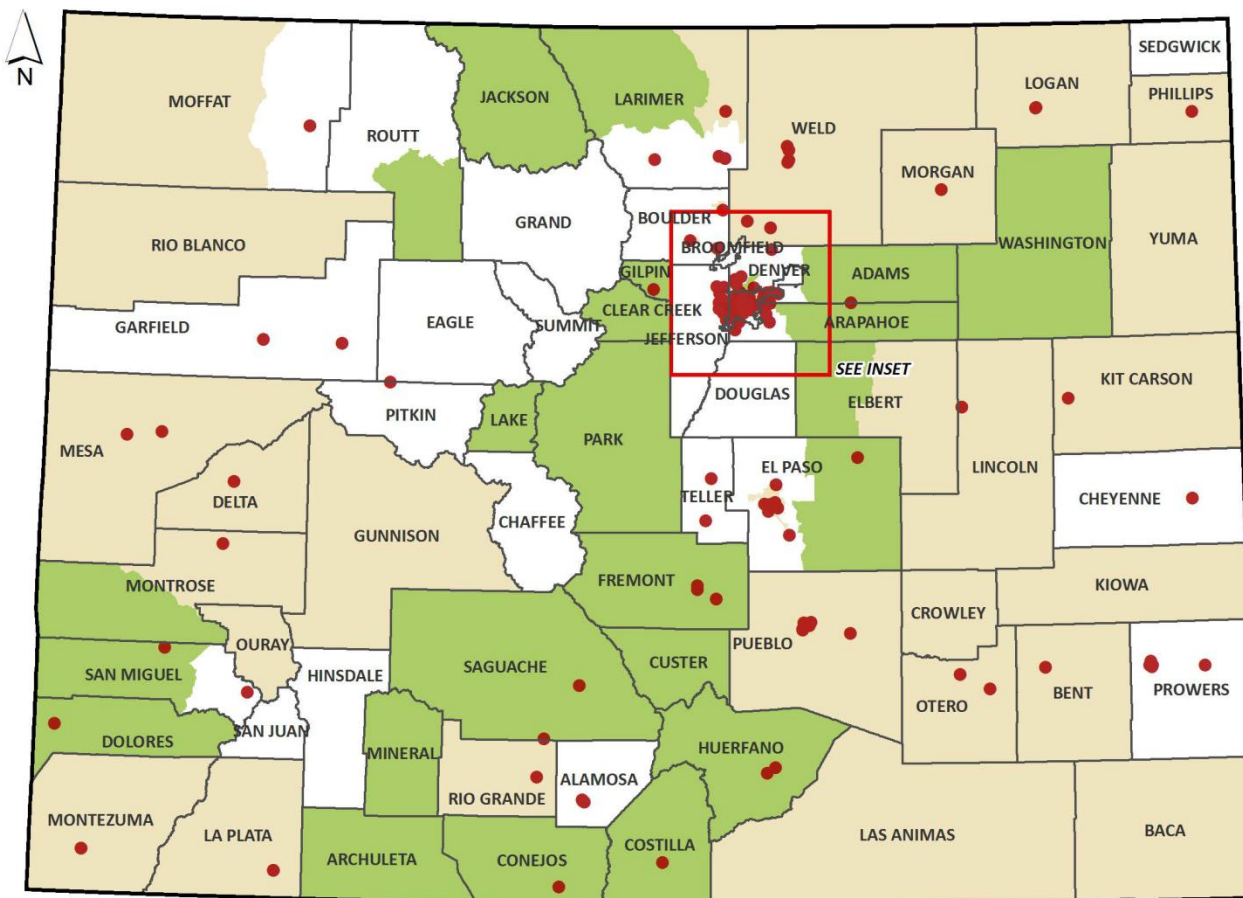 N
MOFFAT
ROUTT
JACKSON
LARIMER
WELD
LOGAN
SEDGWICK
PHILLIPS
MORGAN
WASHINGTON
YUMA
RIO BLANCO
GRAND
BOULDER
BROOMFIELD
GILPIN
DENVER
ADAMS
CLEAR CREEK
ARAPAHOE
GARFIELD
EAGLE
SUMMIT
JEFFERSON
SEE INSET
PITKIN
LAKE
PARK
DOUGLAS
ELBERT
KIT CARSON
MESA
DELTA
GUNNISON
CHAFFEE
TELLER
EL PASO
LINCOLN
CHEYENNE
MONTROSE
OURAY
FREMONT
CROWLEY
KIOWA
SAN MIGUEL
HINSDALE
SAGUACHE
CUSTER
PUEBLO
OTERO
BENT
PROWERS
DOLORES
SAN JUAN
MINERAL
RIO GRANDE
ALAMOSA
HUERFANO
MONTEZUMA
LA PLATA
ARCHULETA
CONEJOS
COSTILLA
LAS ANIMAS
BACA